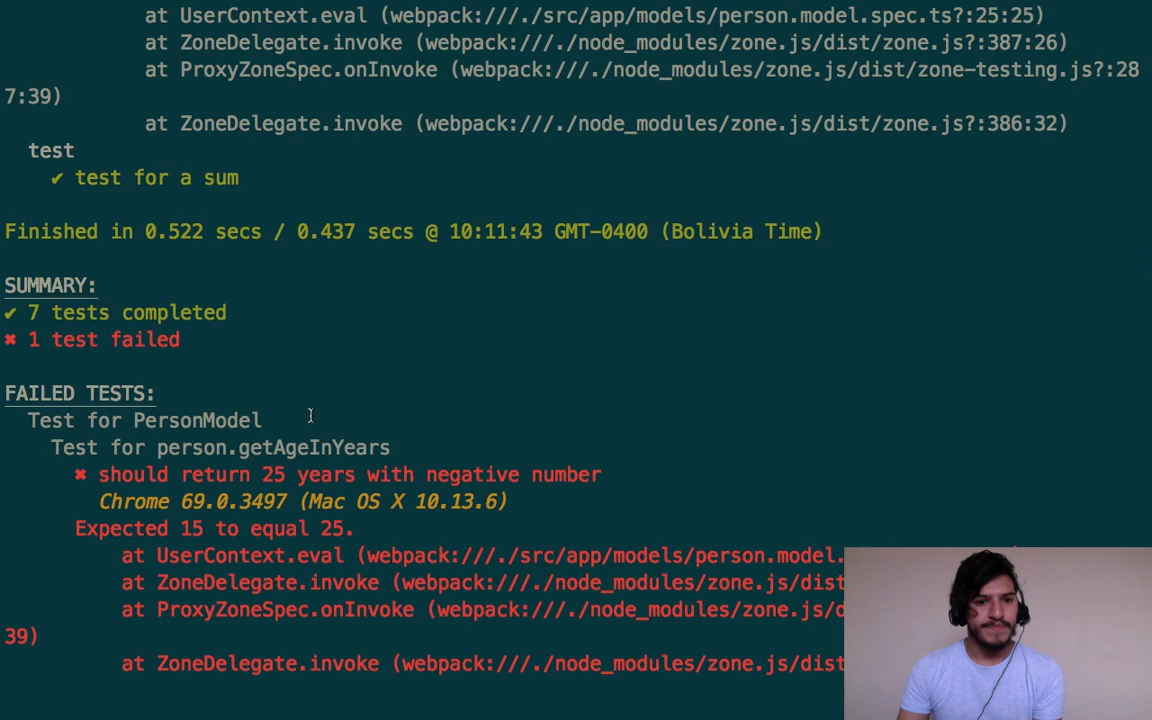 at UserContext.eval (webpack:///./src/app/models/person.model.spec.ts?:25:25)
at ZoneDelegate.invoke (webpack:///./node_modules/zone.js/dist/zone.js?:387:26)
at ProxyZoneSpec.onInvoke (webpack:///./node_modules/zone.js/dist/zone-testing.js?:28
7:39)
at ZoneDelegate.invoke (webpack:///./node_modules/zone.js/dist/zone.js?:386:32)
test
✔ test for a sum
Finished in 0.522 secs / 0.437 secs @ 10:11:43 GMT-0400 (Bolivia Time)
SUMMARY:
✔ 7 tests completed
✖ 1 test failed
FAILED TESTS:
Test for PersonModel
Test for person.getAgeInYears
✖ should return 25 years with negative number
Chrome 69.0.3497 (Mac OS X 10.13.6)
Expected 15 to equal 25.
at UserContext.eval (webpack:///./src/app/models/person.model.
at ZoneDelegate.invoke (webpack:///./node_modules/zone.js/dist
at ProxyZoneSpec.onInvoke (webpack:///./node_modules/zone.js/d
39)
at ZoneDelegate.invoke (webpack:///./node_modules/zone.js/dist